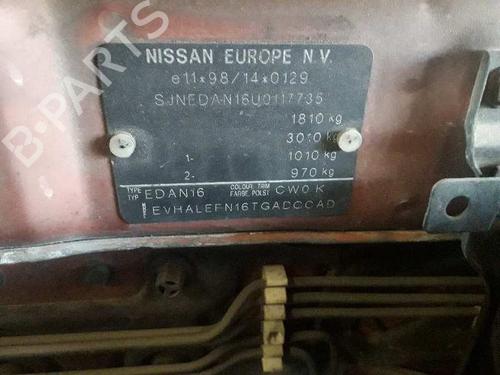 NISSAN EUROPE N.V.
e11*98/14*0129
SJNEDAN16U0117735
1810 kg
3010 kg
1- 1010 kg
2- 970 kg
TYPE
TYP EDAN16 COLOUR, TRIM
FARBE, POLST CW0 K
EVHALEFN16TGADCCAD
B-PARTS